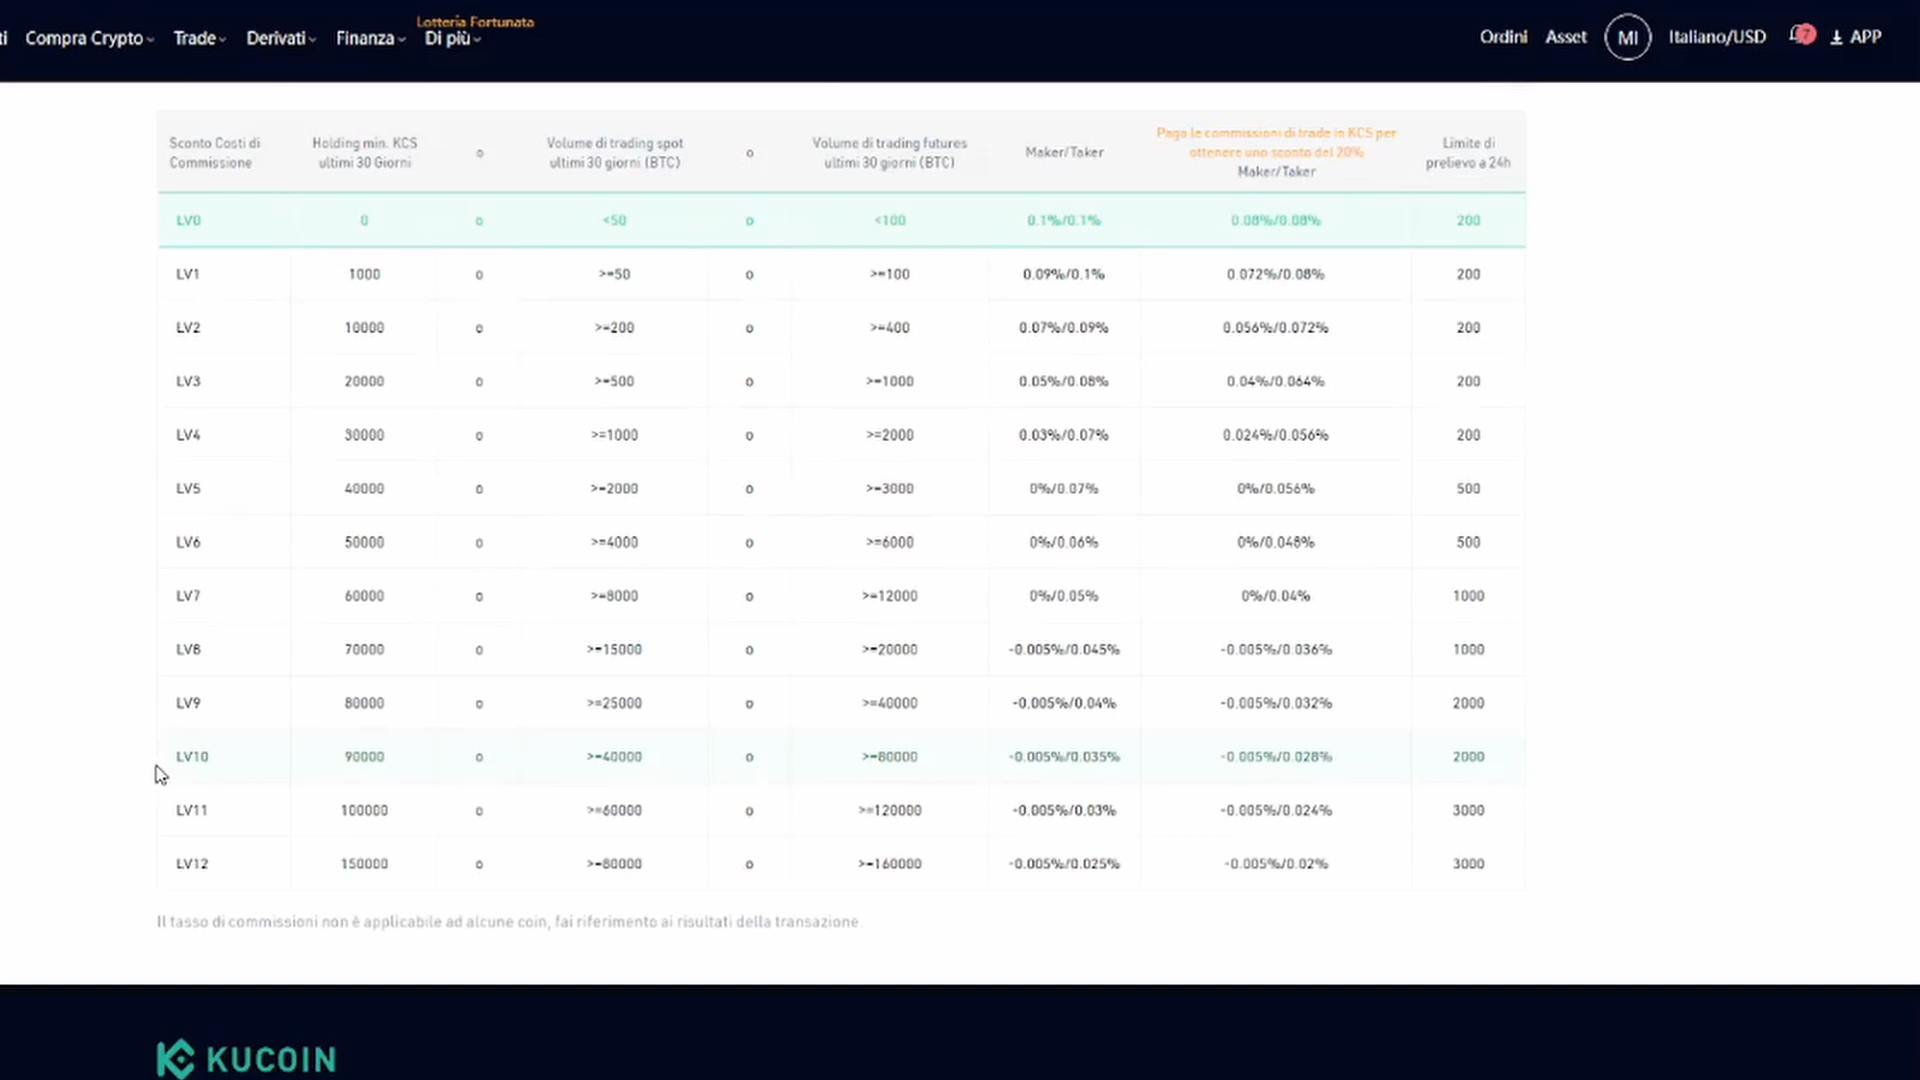 Lotteria Fortunata
ti Compra Crypto Trade Derivati Finanza Di più Ordini Asset MI Italiano/USD 7 APP
Sconto Costi di Commissione Holding min. KCS ultimi 30 Giorni o Volume di trading spot ultimi 30 giorni (BTC) o Volume di trading futures ultimi 30 giorni (BTC) Maker/Taker Paga le commissioni di trade in KCS per ottenere uno sconto del 20% Maker/Taker Limite di prelievo a 24h
LV0 0 o <50 o <100 0.1%/0.1% 0.08%/0.08% 200
LV1 1000 o >=50 o >=100 0.09%/0.1% 0.072%/0.08% 200
LV2 10000 o >=200 o >=400 0.07%/0.09% 0.056%/0.072% 200
LV3 20000 o >=500 o >=1000 0.05%/0.08% 0.04%/0.064% 200
LV4 30000 o >=1000 o >=2000 0.03%/0.07% 0.024%/0.056% 200
LV5 40000 o >=2000 o >=3000 0%/0.07% 0%/0.056% 500
LV6 50000 o >=4000 o >=6000 0%/0.06% 0%/0.048% 500
LV7 60000 o >=8000 o >=12000 0%/0.05% 0%/0.04% 1000
LV8 70000 o >=15000 o >=20000 -0.005%/0.045% -0.005%/0.036% 1000
LV9 80000 o >=25000 o >=40000 -0.005%/0.04% -0.005%/0.032% 2000
LV10 90000 o >=40000 o >=80000 -0.005%/0.035% -0.005%/0.028% 2000
LV11 100000 o >=60000 o >=120000 -0.005%/0.03% -0.005%/0.024% 3000
LV12 150000 o >=80000 o >=160000 -0.005%/0.025% -0.005%/0.02% 3000
Il tasso di commissioni non è applicabile ad alcune coin, fai riferimento ai risultati della transazione.
KUCOIN